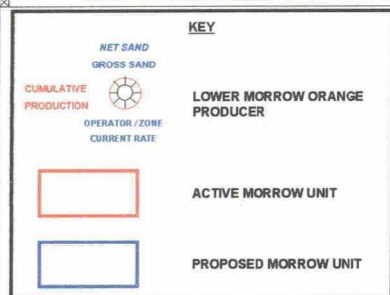 KEY
NET SAND
GROSS SAND
CUMULATIVE
PRODUCTION
OPERATOR / ZONE
CURRENT RATE
LOWER MORROW ORANGE
PRODUCER
ACTIVE MORROW UNIT
PROPOSED MORROW UNIT